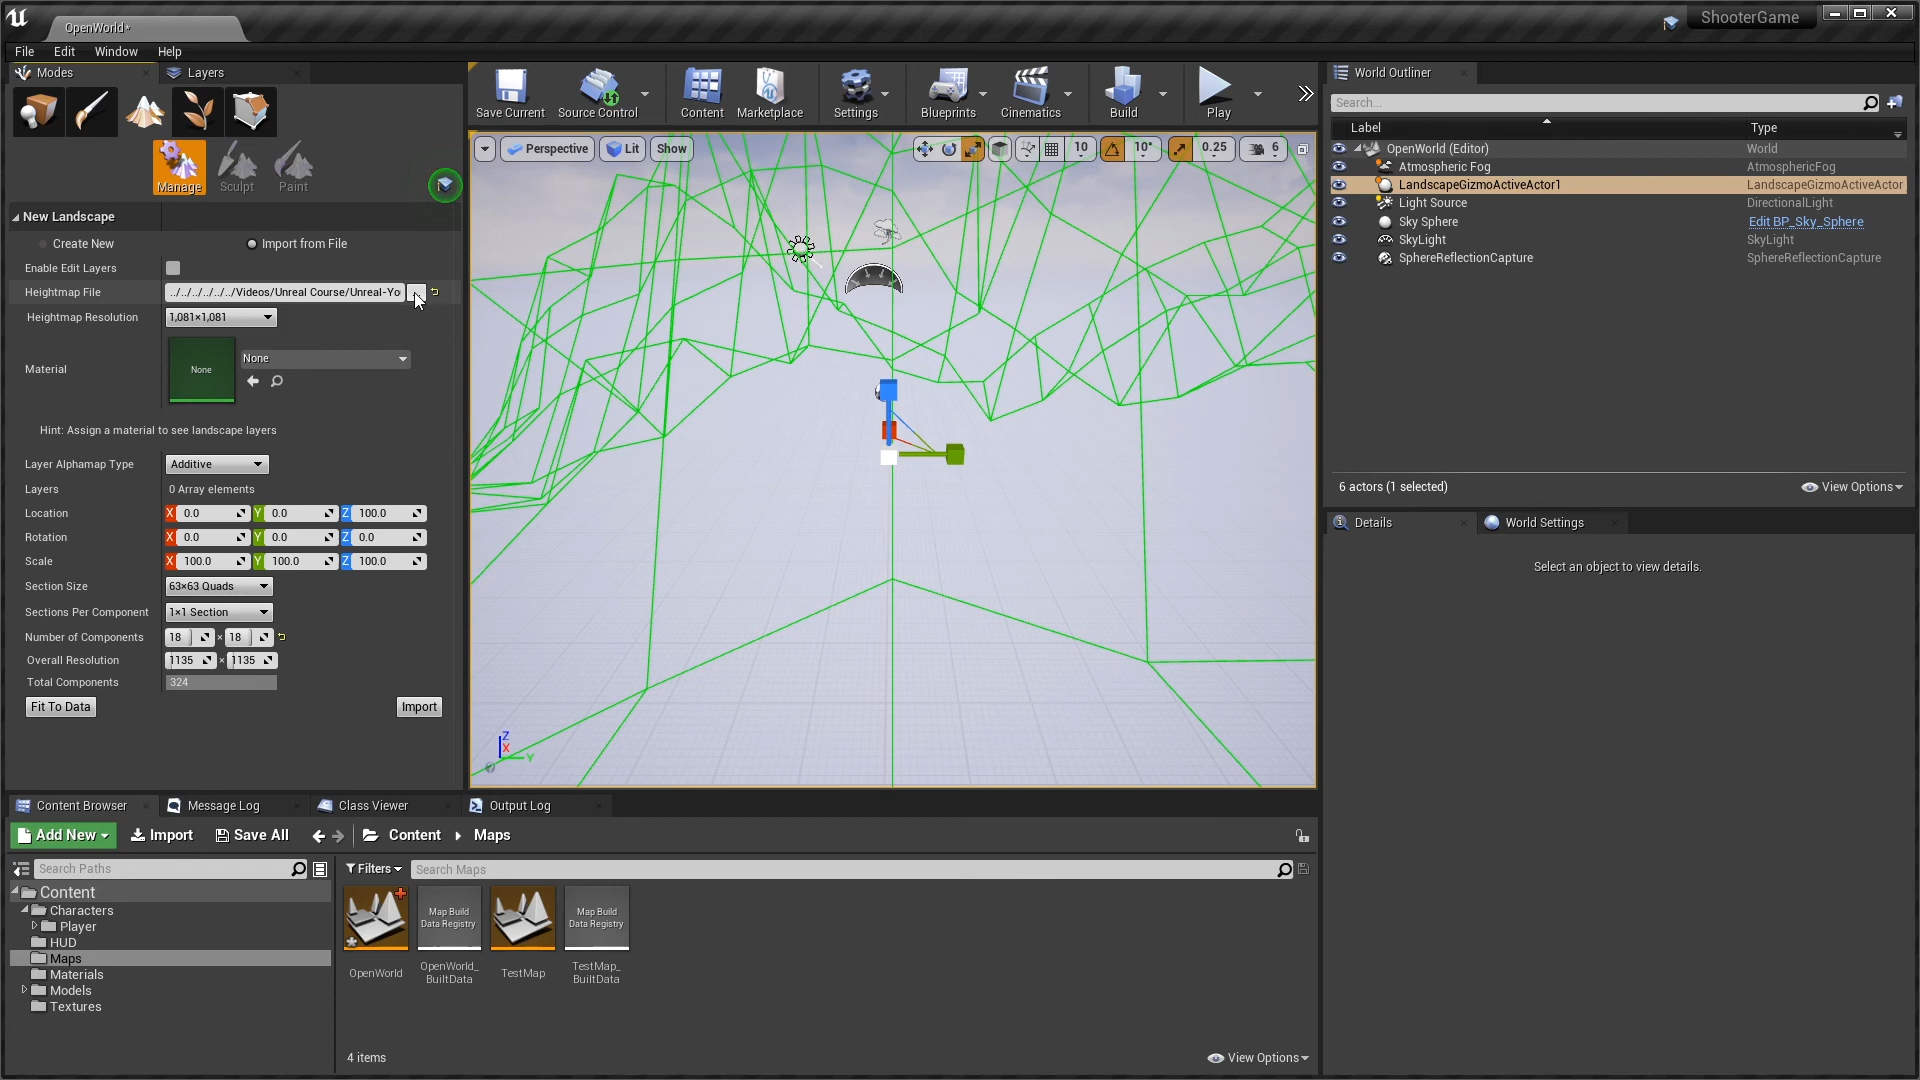 OpenWorld*
ShooterGame
File Edit Window Help
Modes
Layers
Manage Sculpt Paint
New Landscape
Create New Import from File
Enable Edit Layers
Heightmap File ../../../../../../Videos/Unreal Course/Unreal-Yo
Heightmap Resolution 1,081×1,081
Material
None
None
Hint: Assign a material to see landscape layers
Layer Alphamap Type Additive
Layers 0 Array elements
Location X 0.0 Y 0.0 Z 100.0
Rotation X 0.0 Y 0.0 Z 0.0
Scale X 100.0 Y 100.0 Z 100.0
Section Size 63×63 Quads
Sections Per Component 1×1 Section
Number of Components 18 × 18
Overall Resolution 1135 × 1135
Total Components 324
Fit To Data Import
Save Current Source Control Content Marketplace Settings Blueprints Cinematics Build Play
Perspective Lit Show 10 10° 0.25 6
Z
X
Y
World Outliner
Search...
Label Type
OpenWorld (Editor) World
Atmospheric Fog AtmosphericFog
LandscapeGizmoActiveActor1 LandscapeGizmoActiveActor
Light Source DirectionalLight
Sky Sphere Edit BP_Sky_Sphere
SkyLight SkyLight
SphereReflectionCapture SphereReflectionCapture
6 actors (1 selected) View Options
Details World Settings
Select an object to view details.
Content Browser Message Log Class Viewer Output Log
Add New Import Save All Content Maps
Search Paths
Content
Characters
Player
HUD
Maps
Materials
Models
Textures
Filters Search Maps
Map Build
Data Registry
Map Build
Data Registry
OpenWorld
OpenWorld_
BuiltData
TestMap
TestMap_
BuiltData
4 items View Options